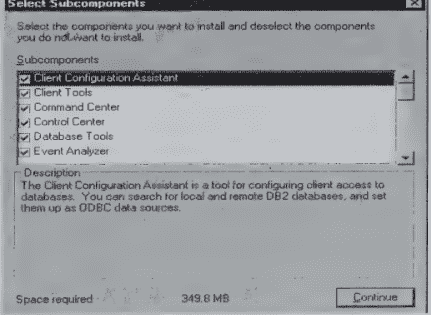 Select Subcomponents
Select the components you want to install and deselect the components
you do not want to install.
Subcomponents
Client Configuration Assistant
Client Tools
Command Center
Control Center
Database Tools
Event Analyzer
Description
The Client Configuration Assistant is a tool for configuring client access to
databases. You can search for local and remote DB2 databases, and set
them up as ODBC data sources.
Space required 349.8 MB
Continue